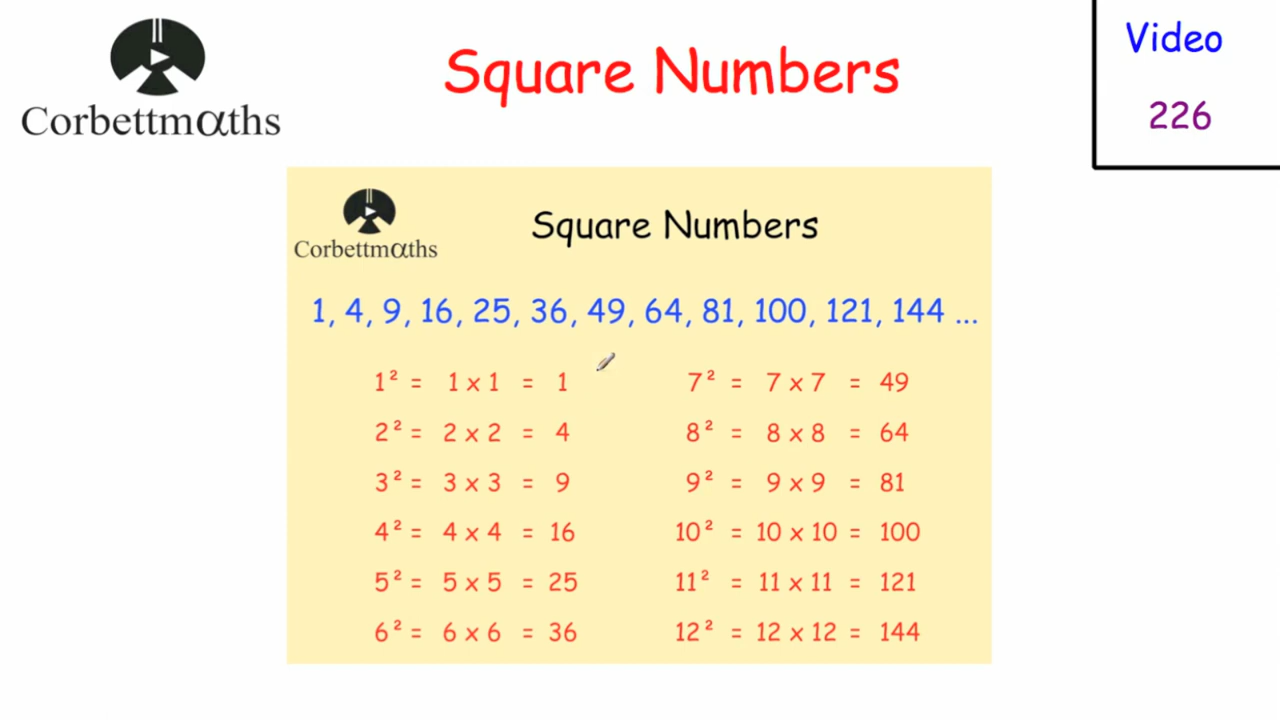 Corbettmαths
Square Numbers
Video
226
Corbettmαths
Square Numbers
1, 4, 9, 16, 25, 36, 49, 64, 81, 100, 121, 144 ...
1² = 1 x 1 = 1
2² = 2 x 2 = 4
3² = 3 x 3 = 9
4² = 4 x 4 = 16
5² = 5 x 5 = 25
6² = 6 x 6 = 36
7² = 7 x 7 = 49
8² = 8 x 8 = 64
9² = 9 x 9 = 81
10² = 10 x 10 = 100
11² = 11 x 11 = 121
12² = 12 x 12 = 144